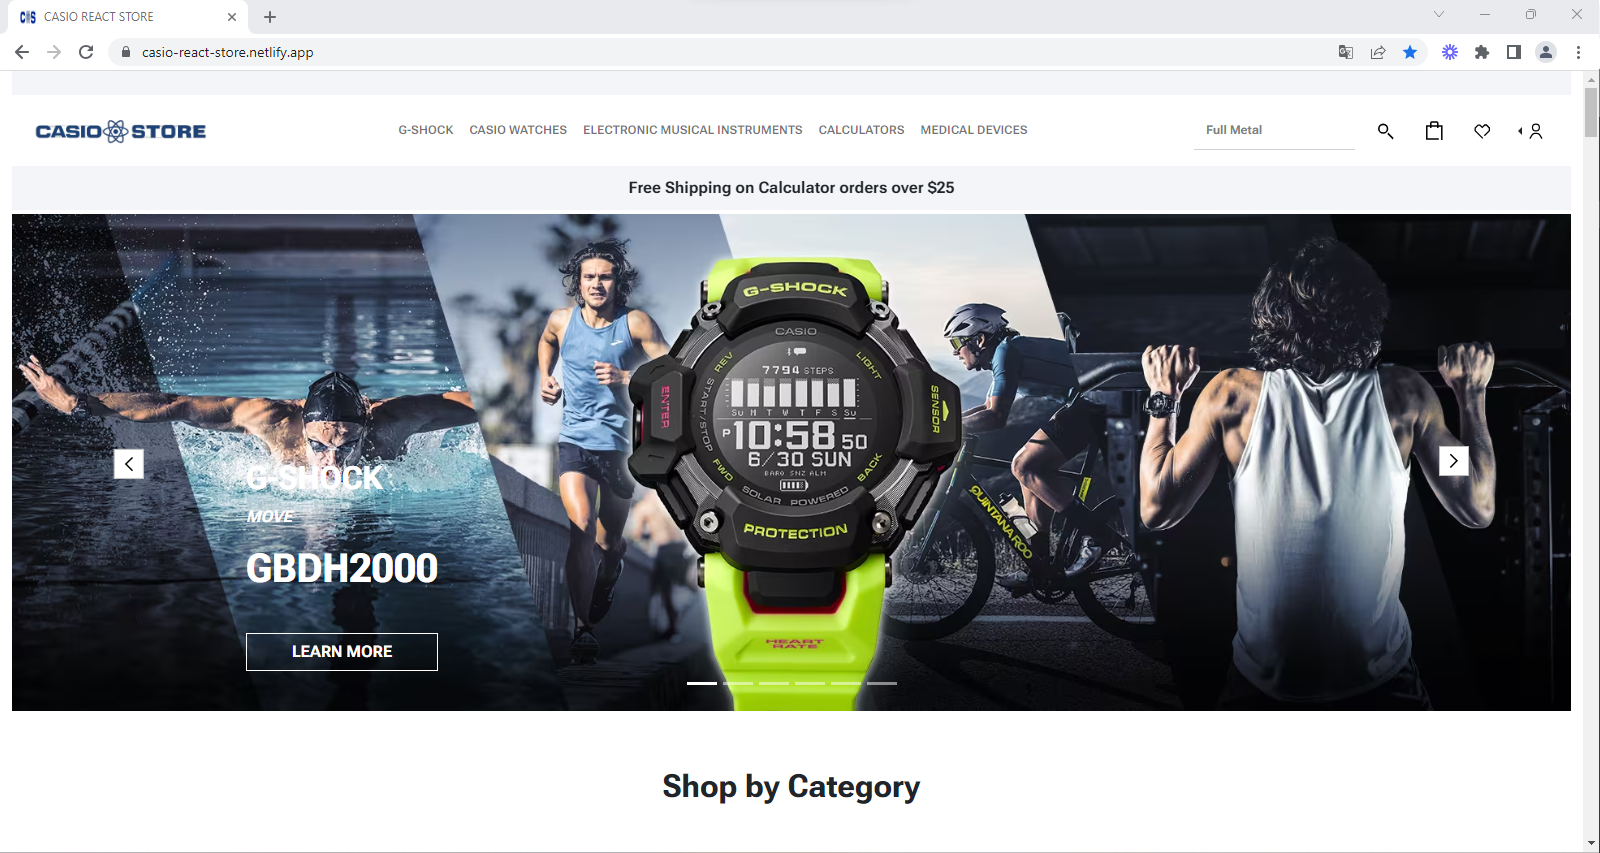 CASIO REACT STORE
casio-react-store.netlify.app
CASIO STORE
G-SHOCK CASIO WATCHES ELECTRONIC MUSICAL INSTRUMENTS CALCULATORS MEDICAL DEVICES Full Metal
Free Shipping on Calculator orders over $25
G-SHOCK
CASIO
REV LIGHT
7794 STEPS
ENTER START/STOP SENSOR
SU M T W T F S SU
P 10:58 50
6/30 SUN
FWD BACK
BARO SNZ ALM
SOLAR POWERED
PROTECTION
HEART
RATE
QUINTANA ROO
G-SHOCK
MOVE
GBDH2000
LEARN MORE
Shop by Category